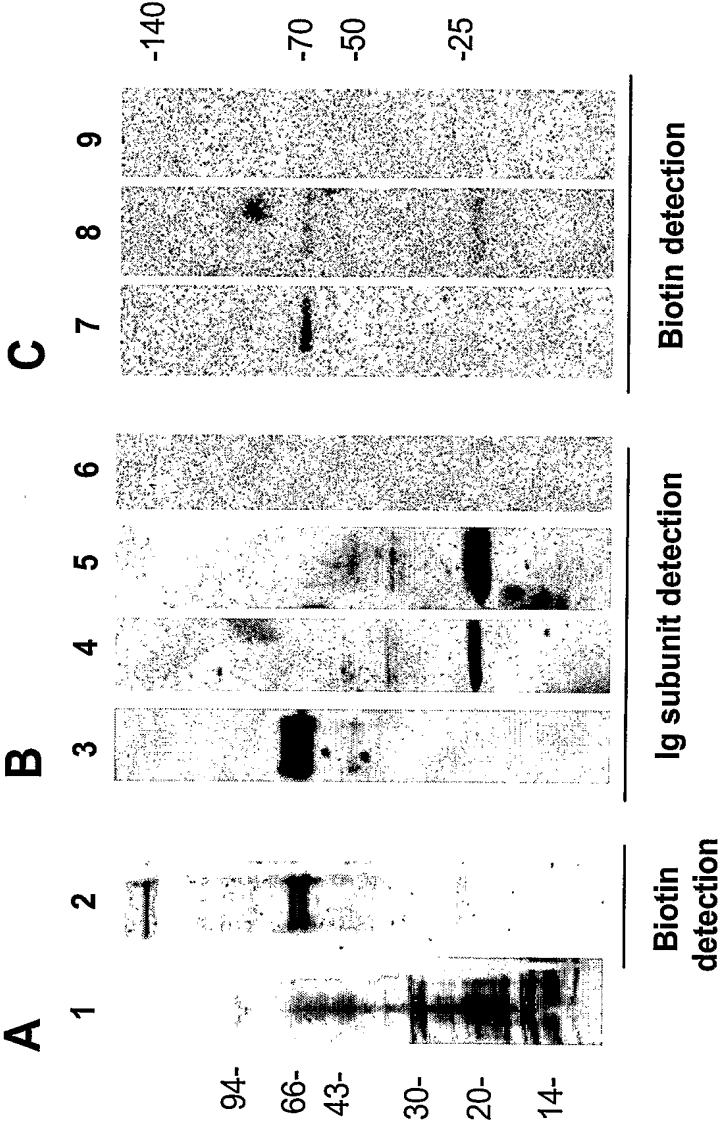 A
B
C
1
2
3
4
5
6
7
8
9
94-
66-
43-
30-
20-
14-
-140
-70
-50
-25
Biotin
detection
Ig subunit detection
Biotin detection